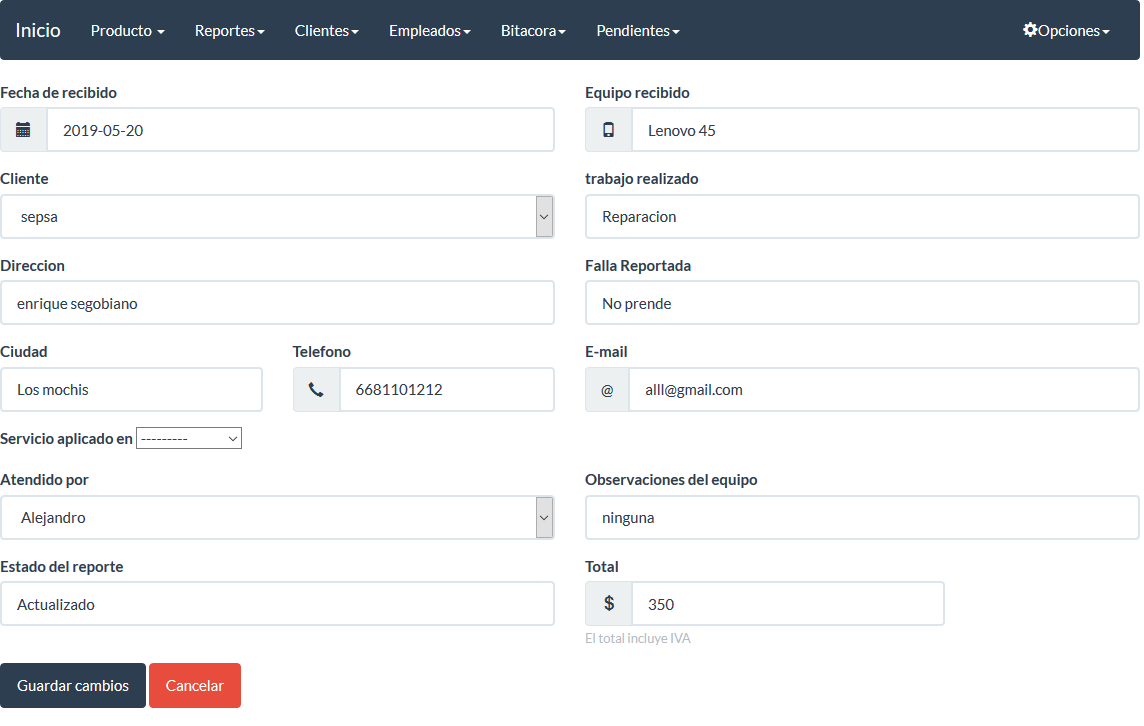 Inicio Producto Reportes Clientes Empleados Bitacora Pendientes Opciones
Fecha de recibido Equipo recibido
2019-05-20 Lenovo 45
Cliente trabajo realizado
sepsa Reparacion
Direccion Falla Reportada
enrique segobiano No prende
Ciudad Telefono E-mail
Los mochis 6681101212 @ alll@gmail.com
Servicio aplicado en ---------
Atendido por Observaciones del equipo
Alejandro ninguna
Estado del reporte Total
Actualizado $ 350
El total incluye IVA
Guardar cambios Cancelar